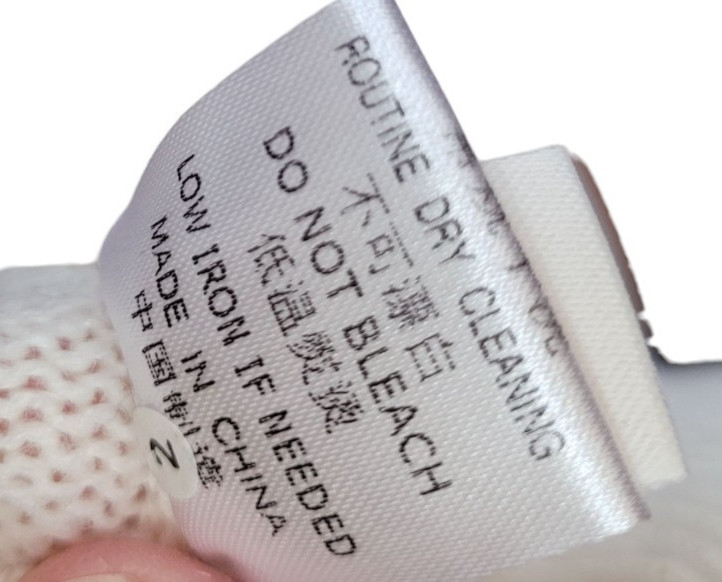 ROUTINE DRY CLEANING
不可漂白
DO NOT BLEACH
低温熨烫
LOW IRON IF NEEDED
MADE IN CHINA
中国制造